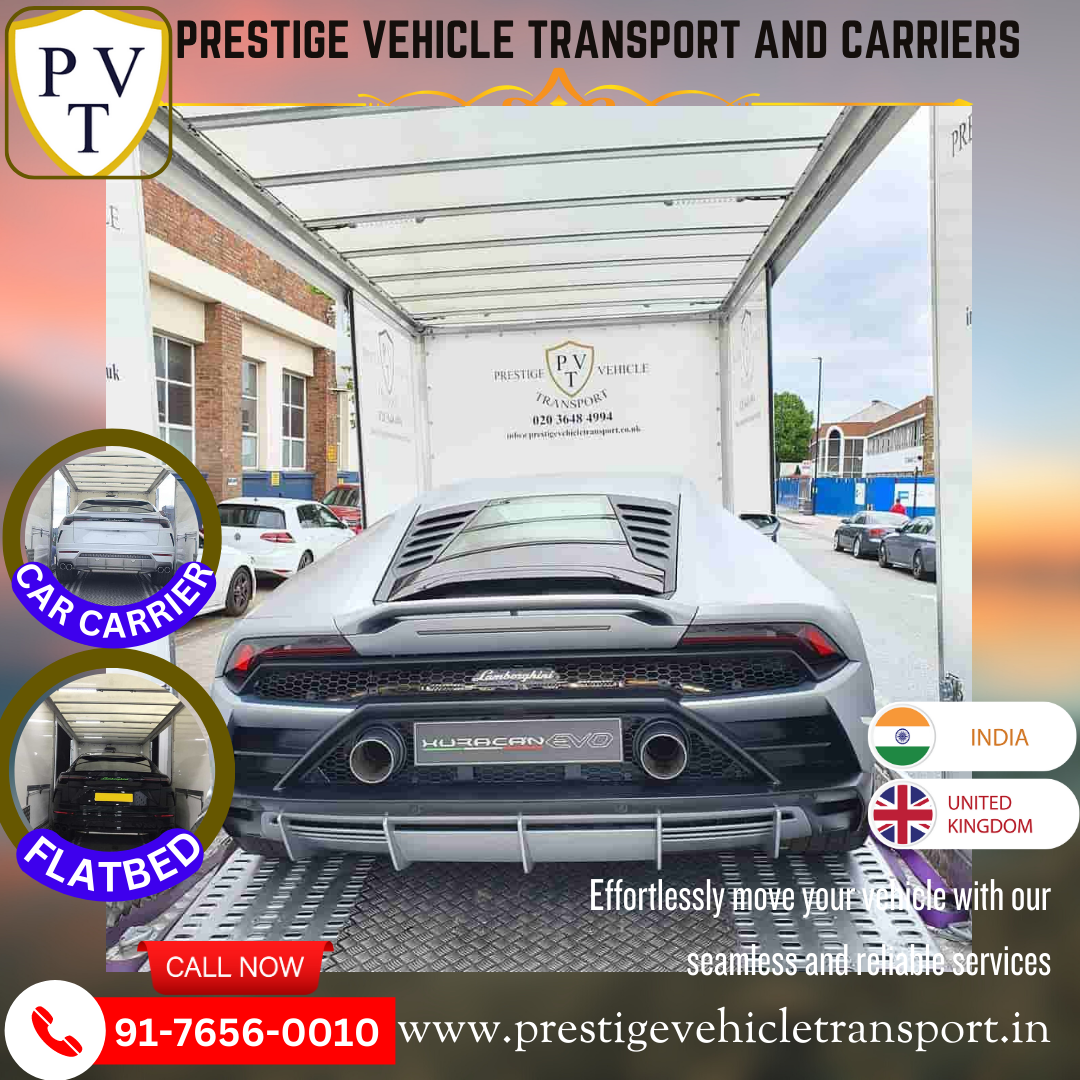 P V
T
PRESTIGE VEHICLE TRANSPORT AND CARRIERS
PRESTIGE P V VEHICLE
T
TRANSPORT
020 3648 4994
info@prestigevehicletransport.co.uk
uk
CAR CARRIER
FLATBED
Lamborghini
HURACAN EVO
INDIA
UNITED
KINGDOM
Effortlessly move your vehicle with our
seamless and reliable services
CALL NOW
91-7656-0010
www.prestigevehicletransport.in